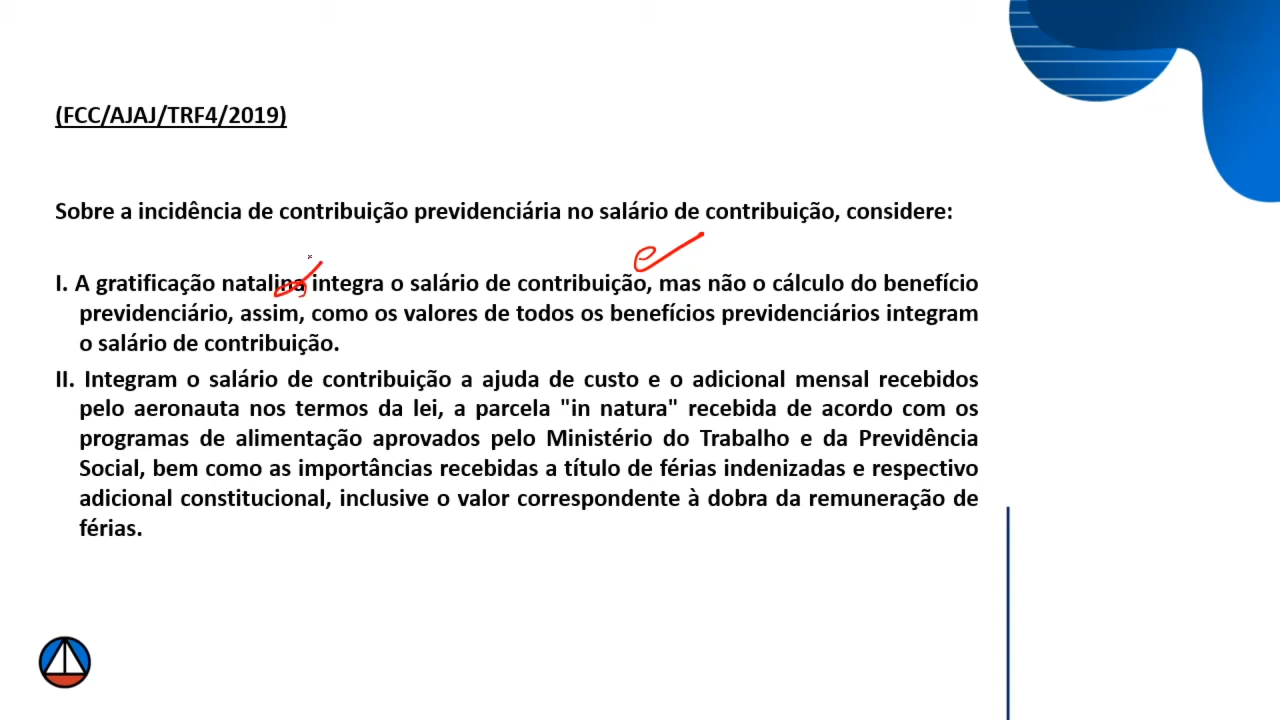 (FCC/AJAJ/TRF4/2019)
Sobre a incidência de contribuição previdenciária no salário de contribuição, considere:
I. A gratificação natalina integra o salário de contribuição, mas não o cálculo do benefício
previdenciário, assim, como os valores de todos os benefícios previdenciários integram
o salário de contribuição.
II. Integram o salário de contribuição a ajuda de custo e o adicional mensal recebidos
pelo aeronauta nos termos da lei, a parcela "in natura" recebida de acordo com os
programas de alimentação aprovados pelo Ministério do Trabalho e da Previdência
Social, bem como as importâncias recebidas a título de férias indenizadas e respectivo
adicional constitucional, inclusive o valor correspondente à dobra da remuneração de
férias.